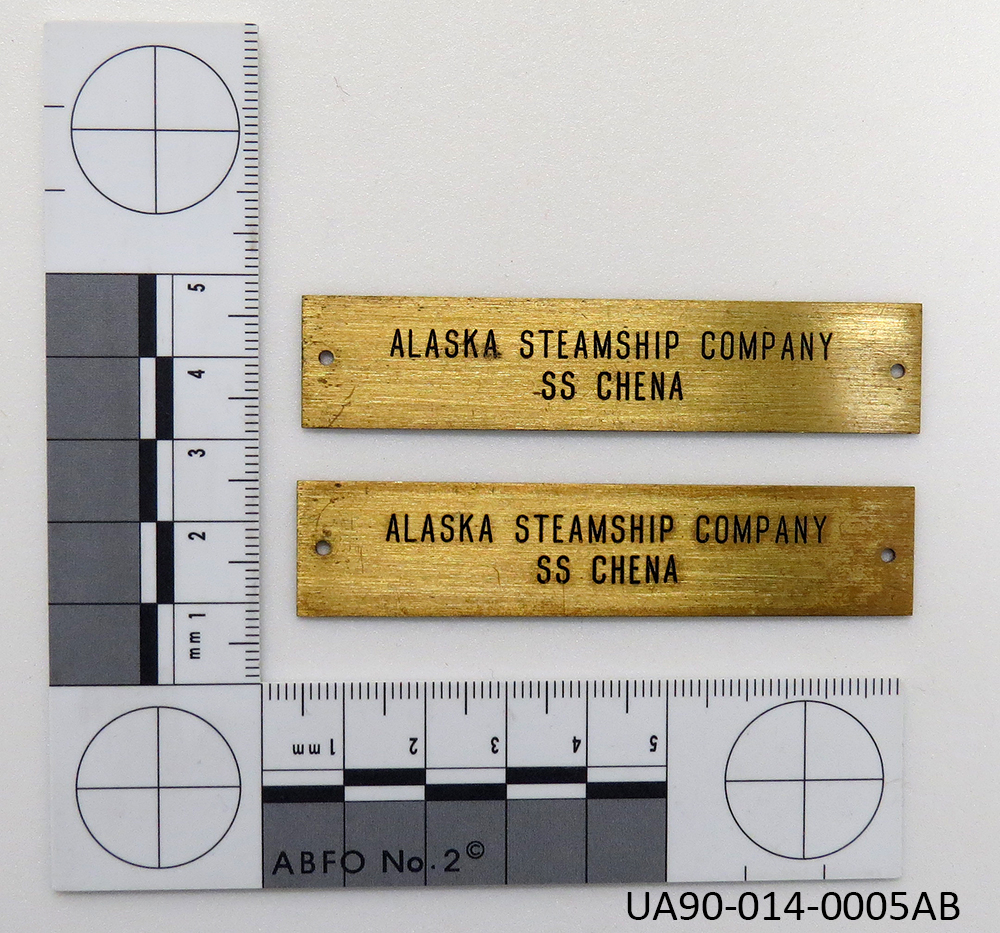 5
4
3
2
mm 1
ALASKA STEAMSHIP COMPANY
SS CHENA
ALASKA STEAMSHIP COMPANY
SS CHENA
1 mm 2 3 4 5
ABFO No. 2©
UA90-014-0005AB